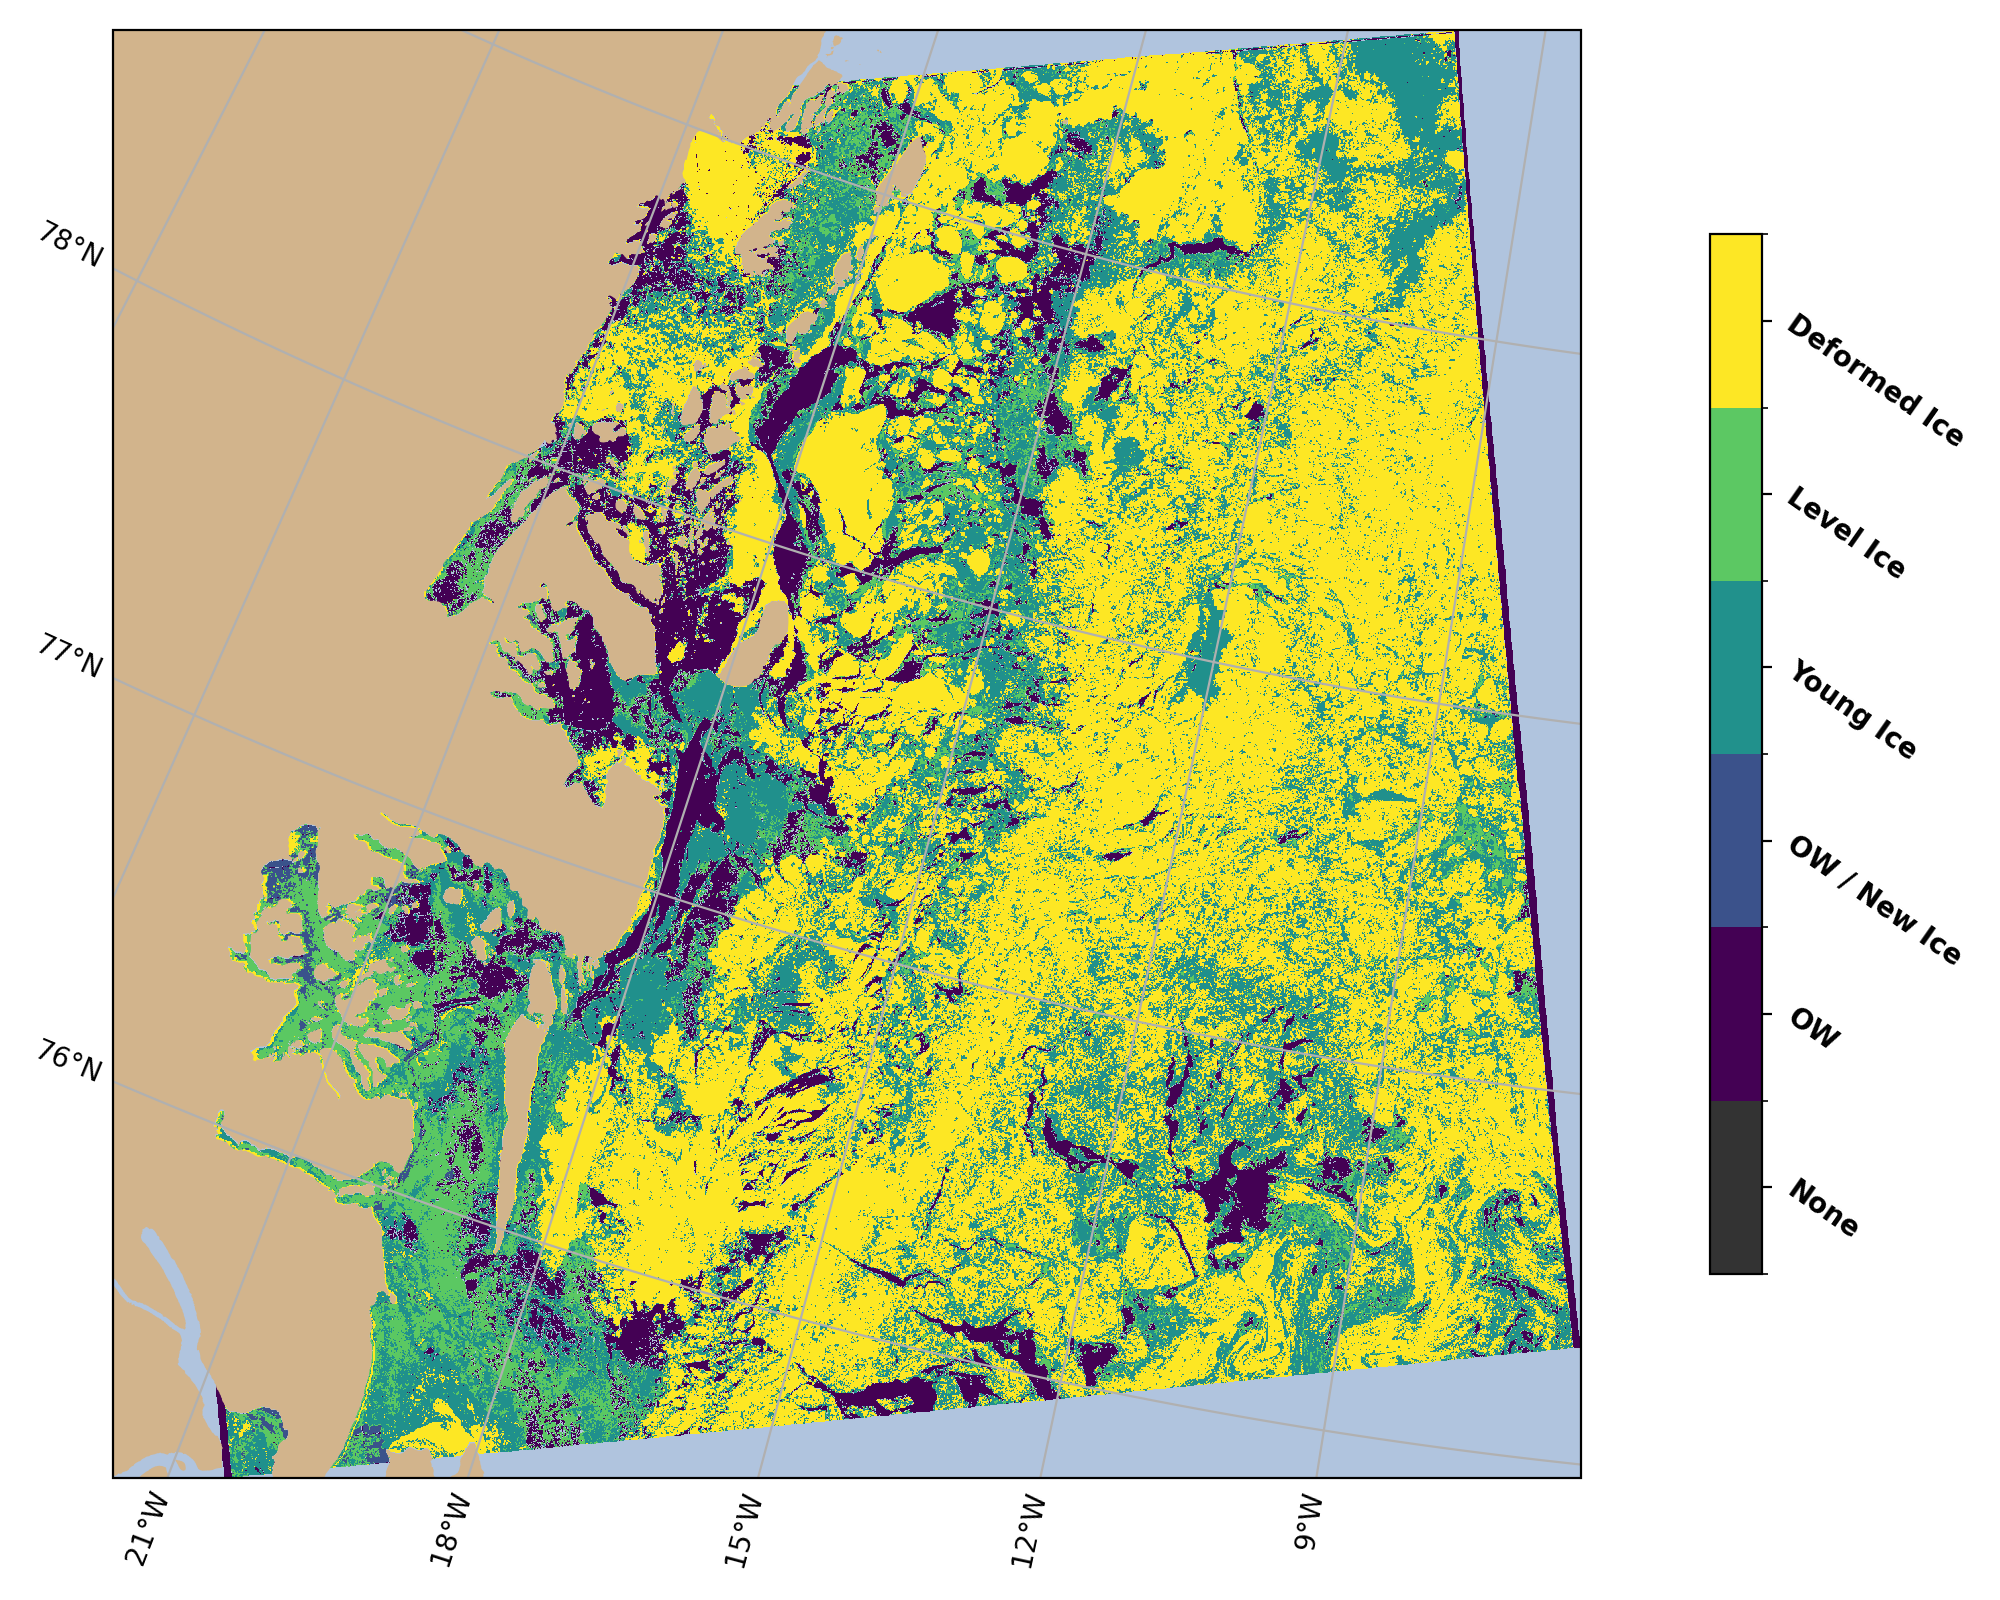 78°N
77°N
76°N
21°W
18°W
15°W
12°W
9°W
Deformed Ice
Level Ice
Young Ice
OW / New Ice
OW
None